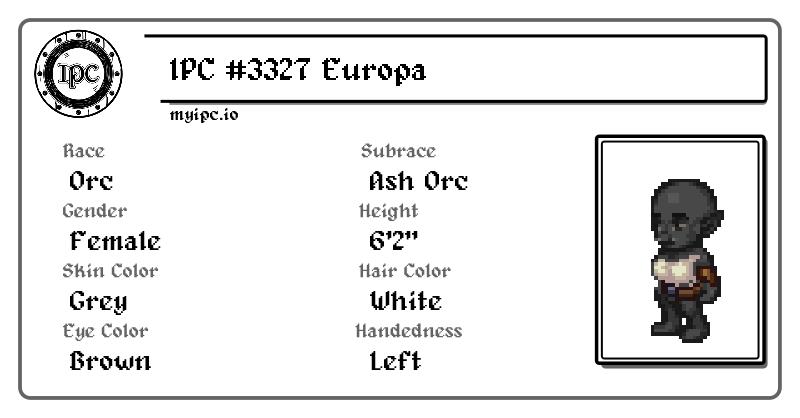 IPC
IPC #3327 Europa
myipc.io
Race
Orc
Subrace
Ash Orc
Gender
Female
Height
6'2"
Skin Color
Grey
Hair Color
White
Eye Color
Brown
Handedness
Left